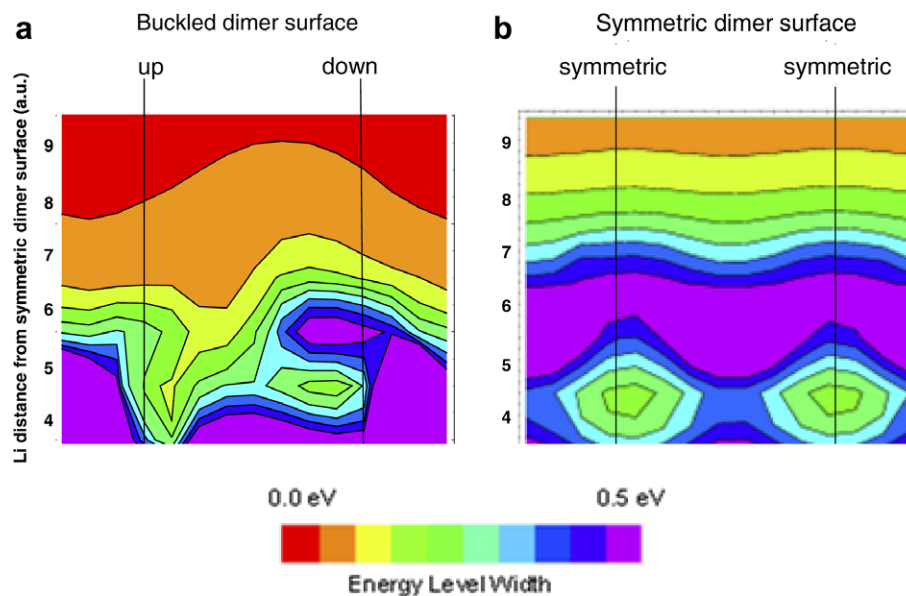 a
Buckled dimer surface
up
down
Li distance from symmetric dimer surface (a.u.)
9
8
7
6
5
4
b
Symmetric dimer surface
symmetric
symmetric
9
8
7
6
5
4
0.0 eV
0.5 eV
Energy Level Width